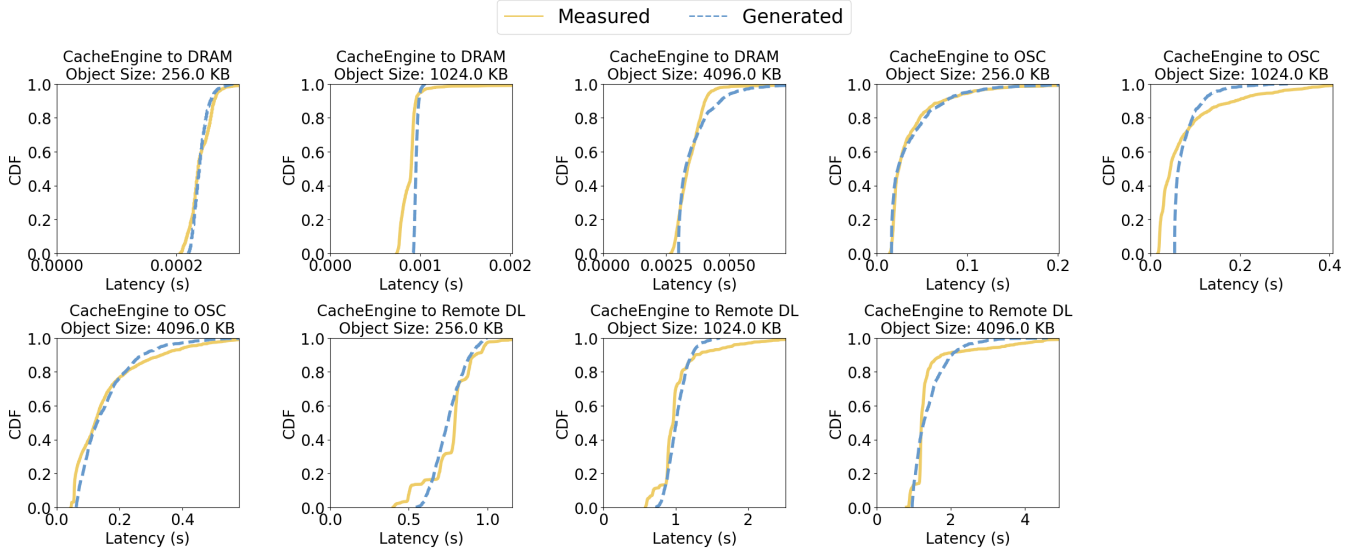 Measured Generated
CacheEngine to DRAM
Object Size: 256.0 KB
CDF
1.0
0.8
0.6
0.4
0.2
0.0
0.0000 0.0002
Latency (s)
CacheEngine to DRAM
Object Size: 1024.0 KB
CDF
1.0
0.8
0.6
0.4
0.2
0.0
0.000 0.001 0.002
Latency (s)
CacheEngine to DRAM
Object Size: 4096.0 KB
CDF
1.0
0.8
0.6
0.4
0.2
0.0
0.0000 0.0025 0.0050
Latency (s)
CacheEngine to OSC
Object Size: 256.0 KB
CDF
1.0
0.8
0.6
0.4
0.2
0.0
0.0 0.1 0.2
Latency (s)
CacheEngine to OSC
Object Size: 1024.0 KB
CDF
1.0
0.8
0.6
0.4
0.2
0.0
0.0 0.2 0.4
Latency (s)
CacheEngine to OSC
Object Size: 4096.0 KB
CDF
1.0
0.8
0.6
0.4
0.2
0.0
0.0 0.2 0.4
Latency (s)
CacheEngine to Remote DL
Object Size: 256.0 KB
CDF
1.0
0.8
0.6
0.4
0.2
0.0
0.0 0.5 1.0
Latency (s)
CacheEngine to Remote DL
Object Size: 1024.0 KB
CDF
1.0
0.8
0.6
0.4
0.2
0.0
0 1 2
Latency (s)
CacheEngine to Remote DL
Object Size: 4096.0 KB
CDF
1.0
0.8
0.6
0.4
0.2
0.0
0 2 4
Latency (s)